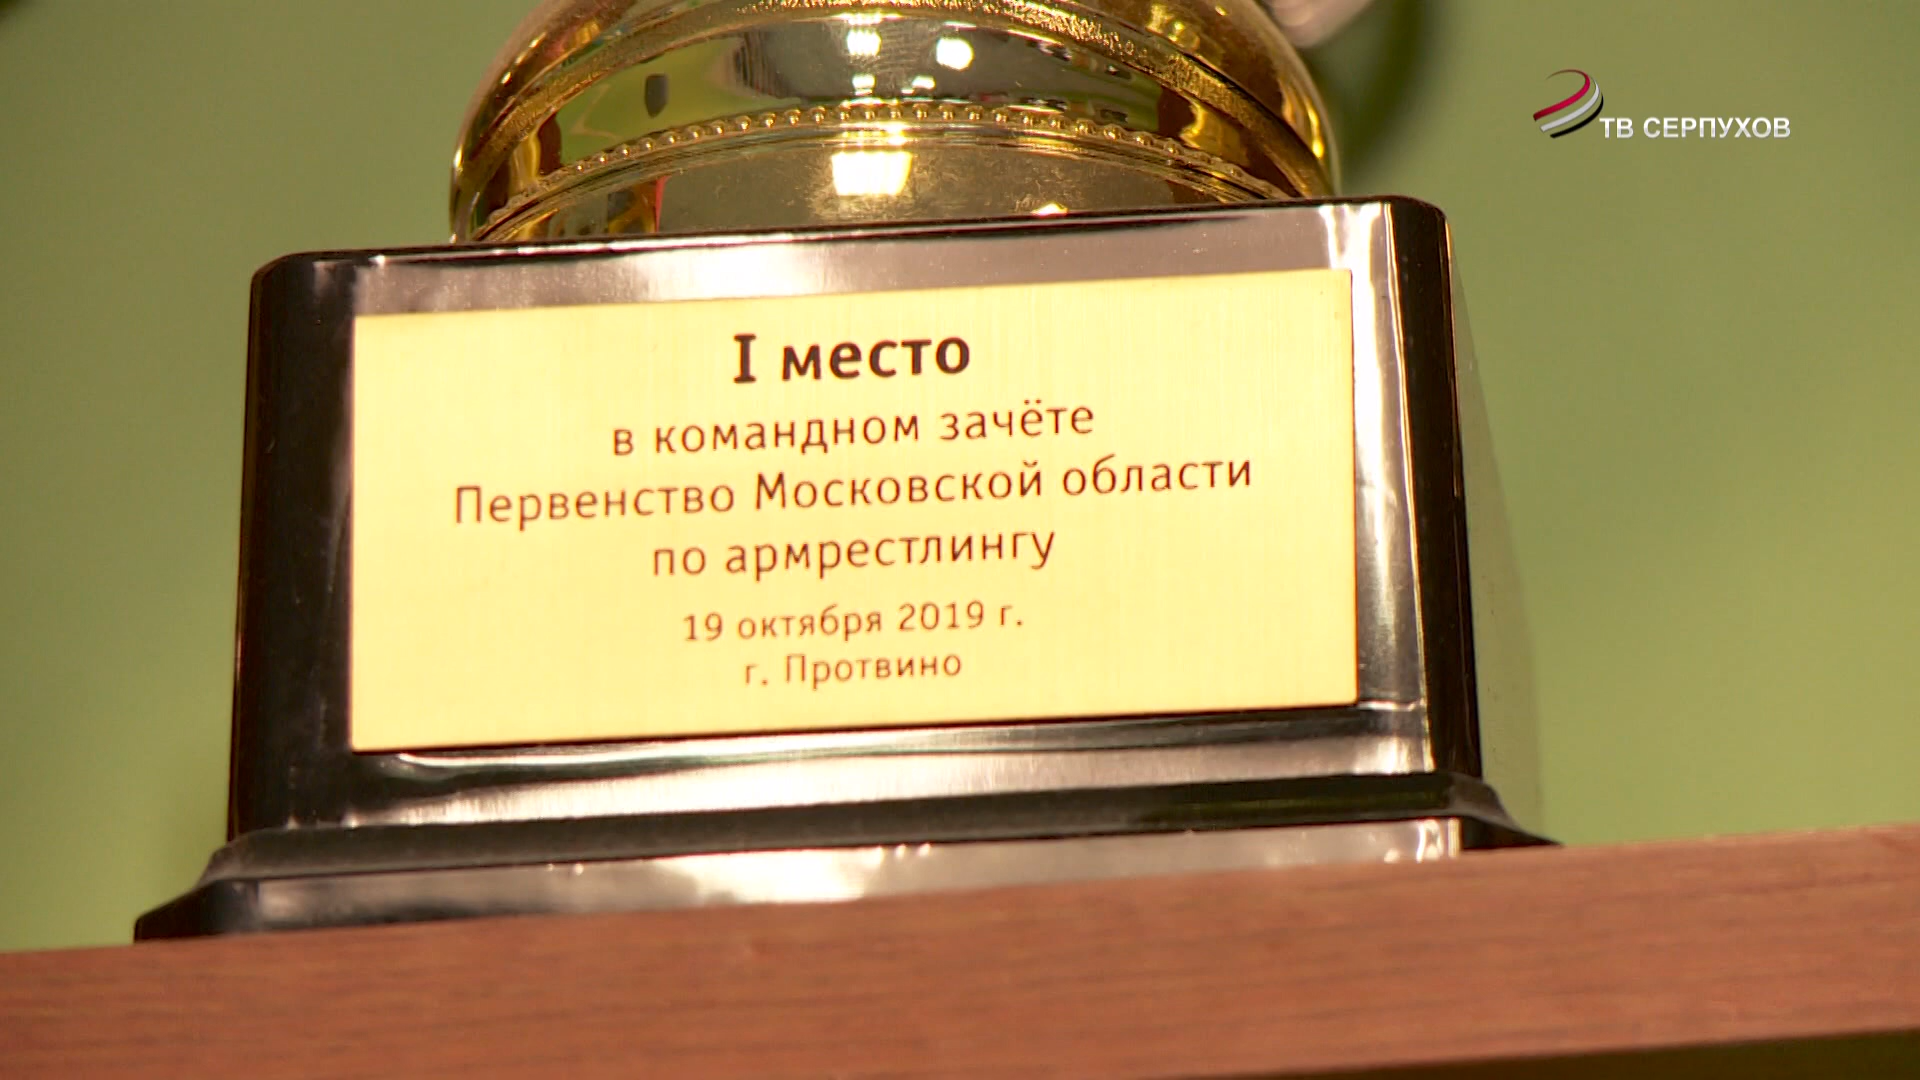 ТВ СЕРПУХОВ
I место
в командном зачёте
Первенство Московской области
по армрестлингу
19 октября 2019 г.
г. Протвино